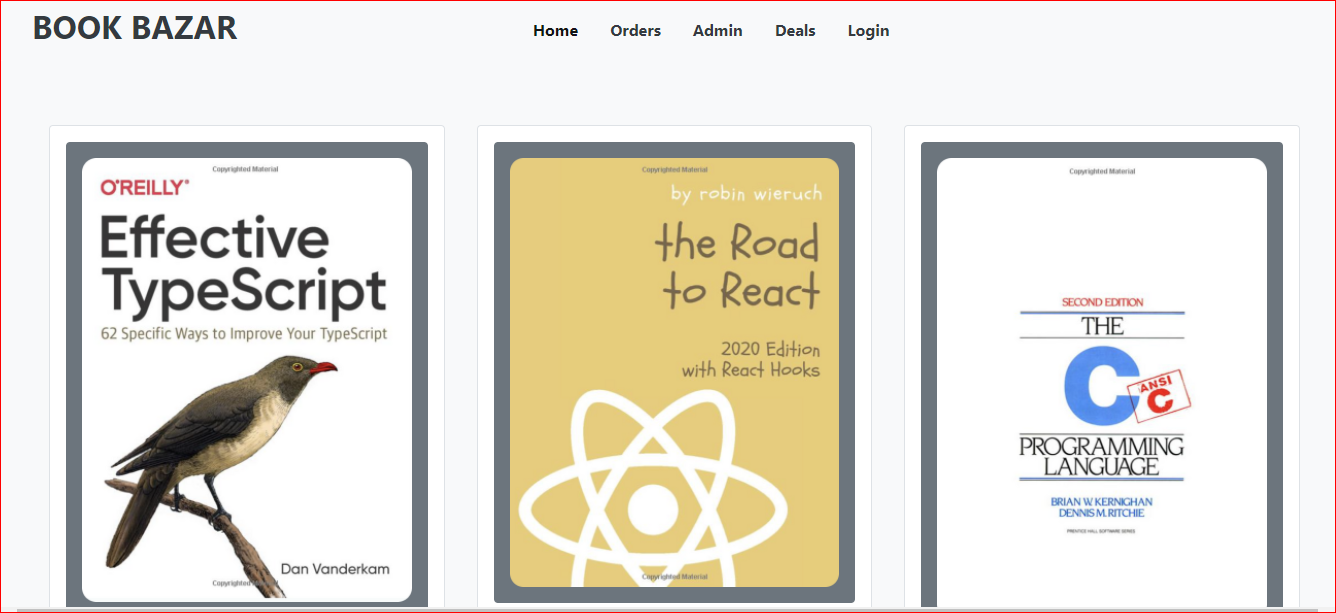 BOOK BAZAR
Home Orders Admin Deals Login
Copyrighted Material
O'REILLY®
Effective
TypeScript
62 Specific Ways to Improve Your TypeScript
Dan Vanderkam
Copyrighted Material
Copyrighted Material
by robin wieruch
the Road
to React
2020 Edition
with React Hooks
Copyrighted Material
Copyrighted Material
SECOND EDITION
THE
C
ANSI
C
PROGRAMMING
LANGUAGE
BRIAN W. KERNIGHAN
DENNIS M. RITCHIE
PRENTICE HALL SOFTWARE SERIES